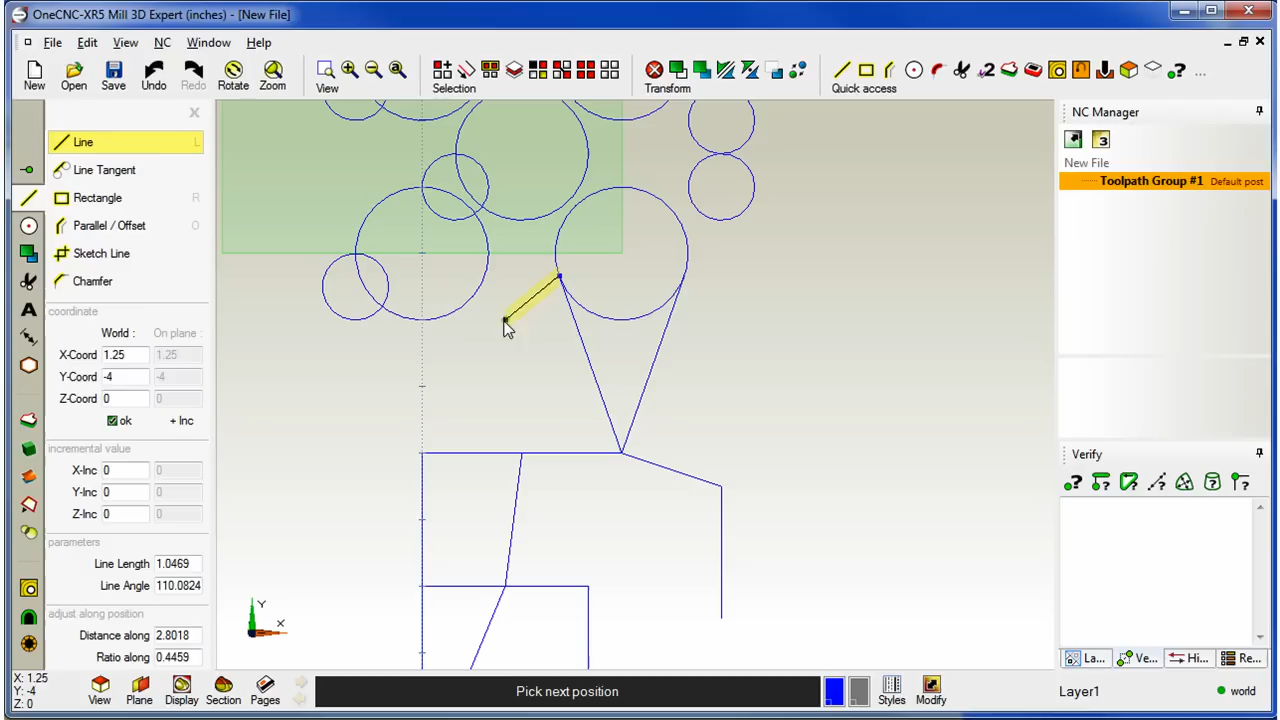 OneCNC-XR5 Mill 3D Expert (inches) - [New File]
File Edit View NC Window Help
New Open Save Undo Redo Rotate Zoom View Selection Transform Quick access
Line L
Line Tangent
Rectangle R
Parallel / Offset O
Sketch Line
Chamfer
coordinate
World : On plane :
X-Coord 1.25 1.25
Y-Coord -4 -4
Z-Coord 0 0
ok + Inc
incremental value
X-Inc 0 0
Y-Inc 0 0
Z-Inc 0 0
parameters
Line Length 1.0469
Line Angle 110.0824
adjust along position
Distance along 2.8018
Ratio along 0.4459
Y
X
NC Manager
New File
Toolpath Group #1 Default post
Verify
La... Ve... Hi... Re...
X: 1.25
Y: -4
Z: 0
View Plane Display Section Pages
Pick next position
Styles Modify
Layer1 world